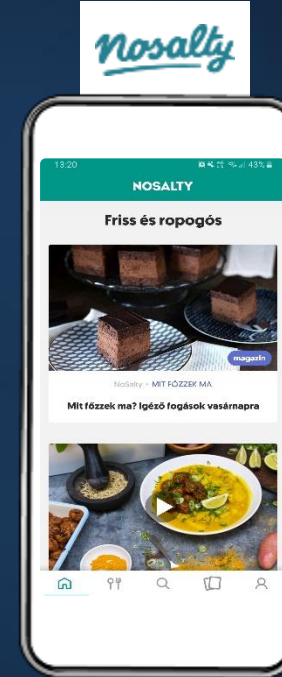 nosalty
13:20
43%
NOSALTY
Friss és ropogós
magazin
NoSalty • MIT FŐZZEK MA
Mit főzzek ma? Igéző fogások vasárnapra